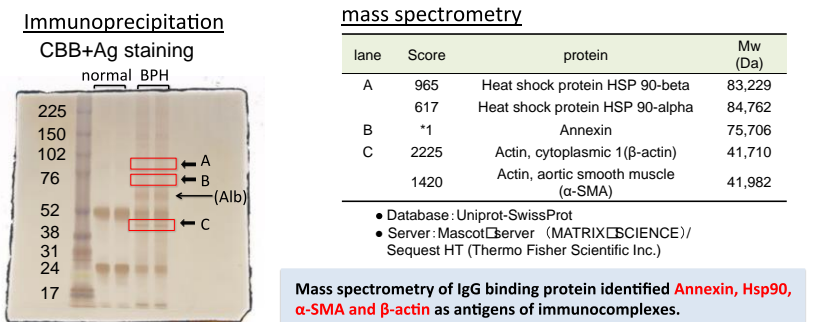 Immunoprecipitation
CBB+Ag staining
normal BPH
225
150
102
76
52
38
31
24
17
A
B
(Alb)
C
mass spectrometry
lane Score protein Mw (Da)
A 965 Heat shock protein HSP 90-beta 83,229
617 Heat shock protein HSP 90-alpha 84,762
B *1 Annexin 75,706
C 2225 Actin, cytoplasmic 1(β-actin) 41,710
1420 Actin, aortic smooth muscle (α-SMA) 41,982
● Database：Uniprot-SwissProt
● Server：Mascot□server （MATRIX□SCIENCE）/
Sequest HT (Thermo Fisher Scientific Inc.)
Mass spectrometry of IgG binding protein identified Annexin, Hsp90,
α-SMA and β-actin as antigens of immunocomplexes.